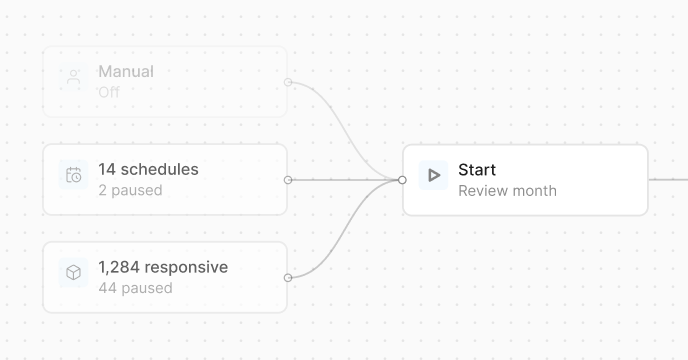 Manual
Off
14 schedules
2 paused
1,284 responsive
44 paused
Start
Review month